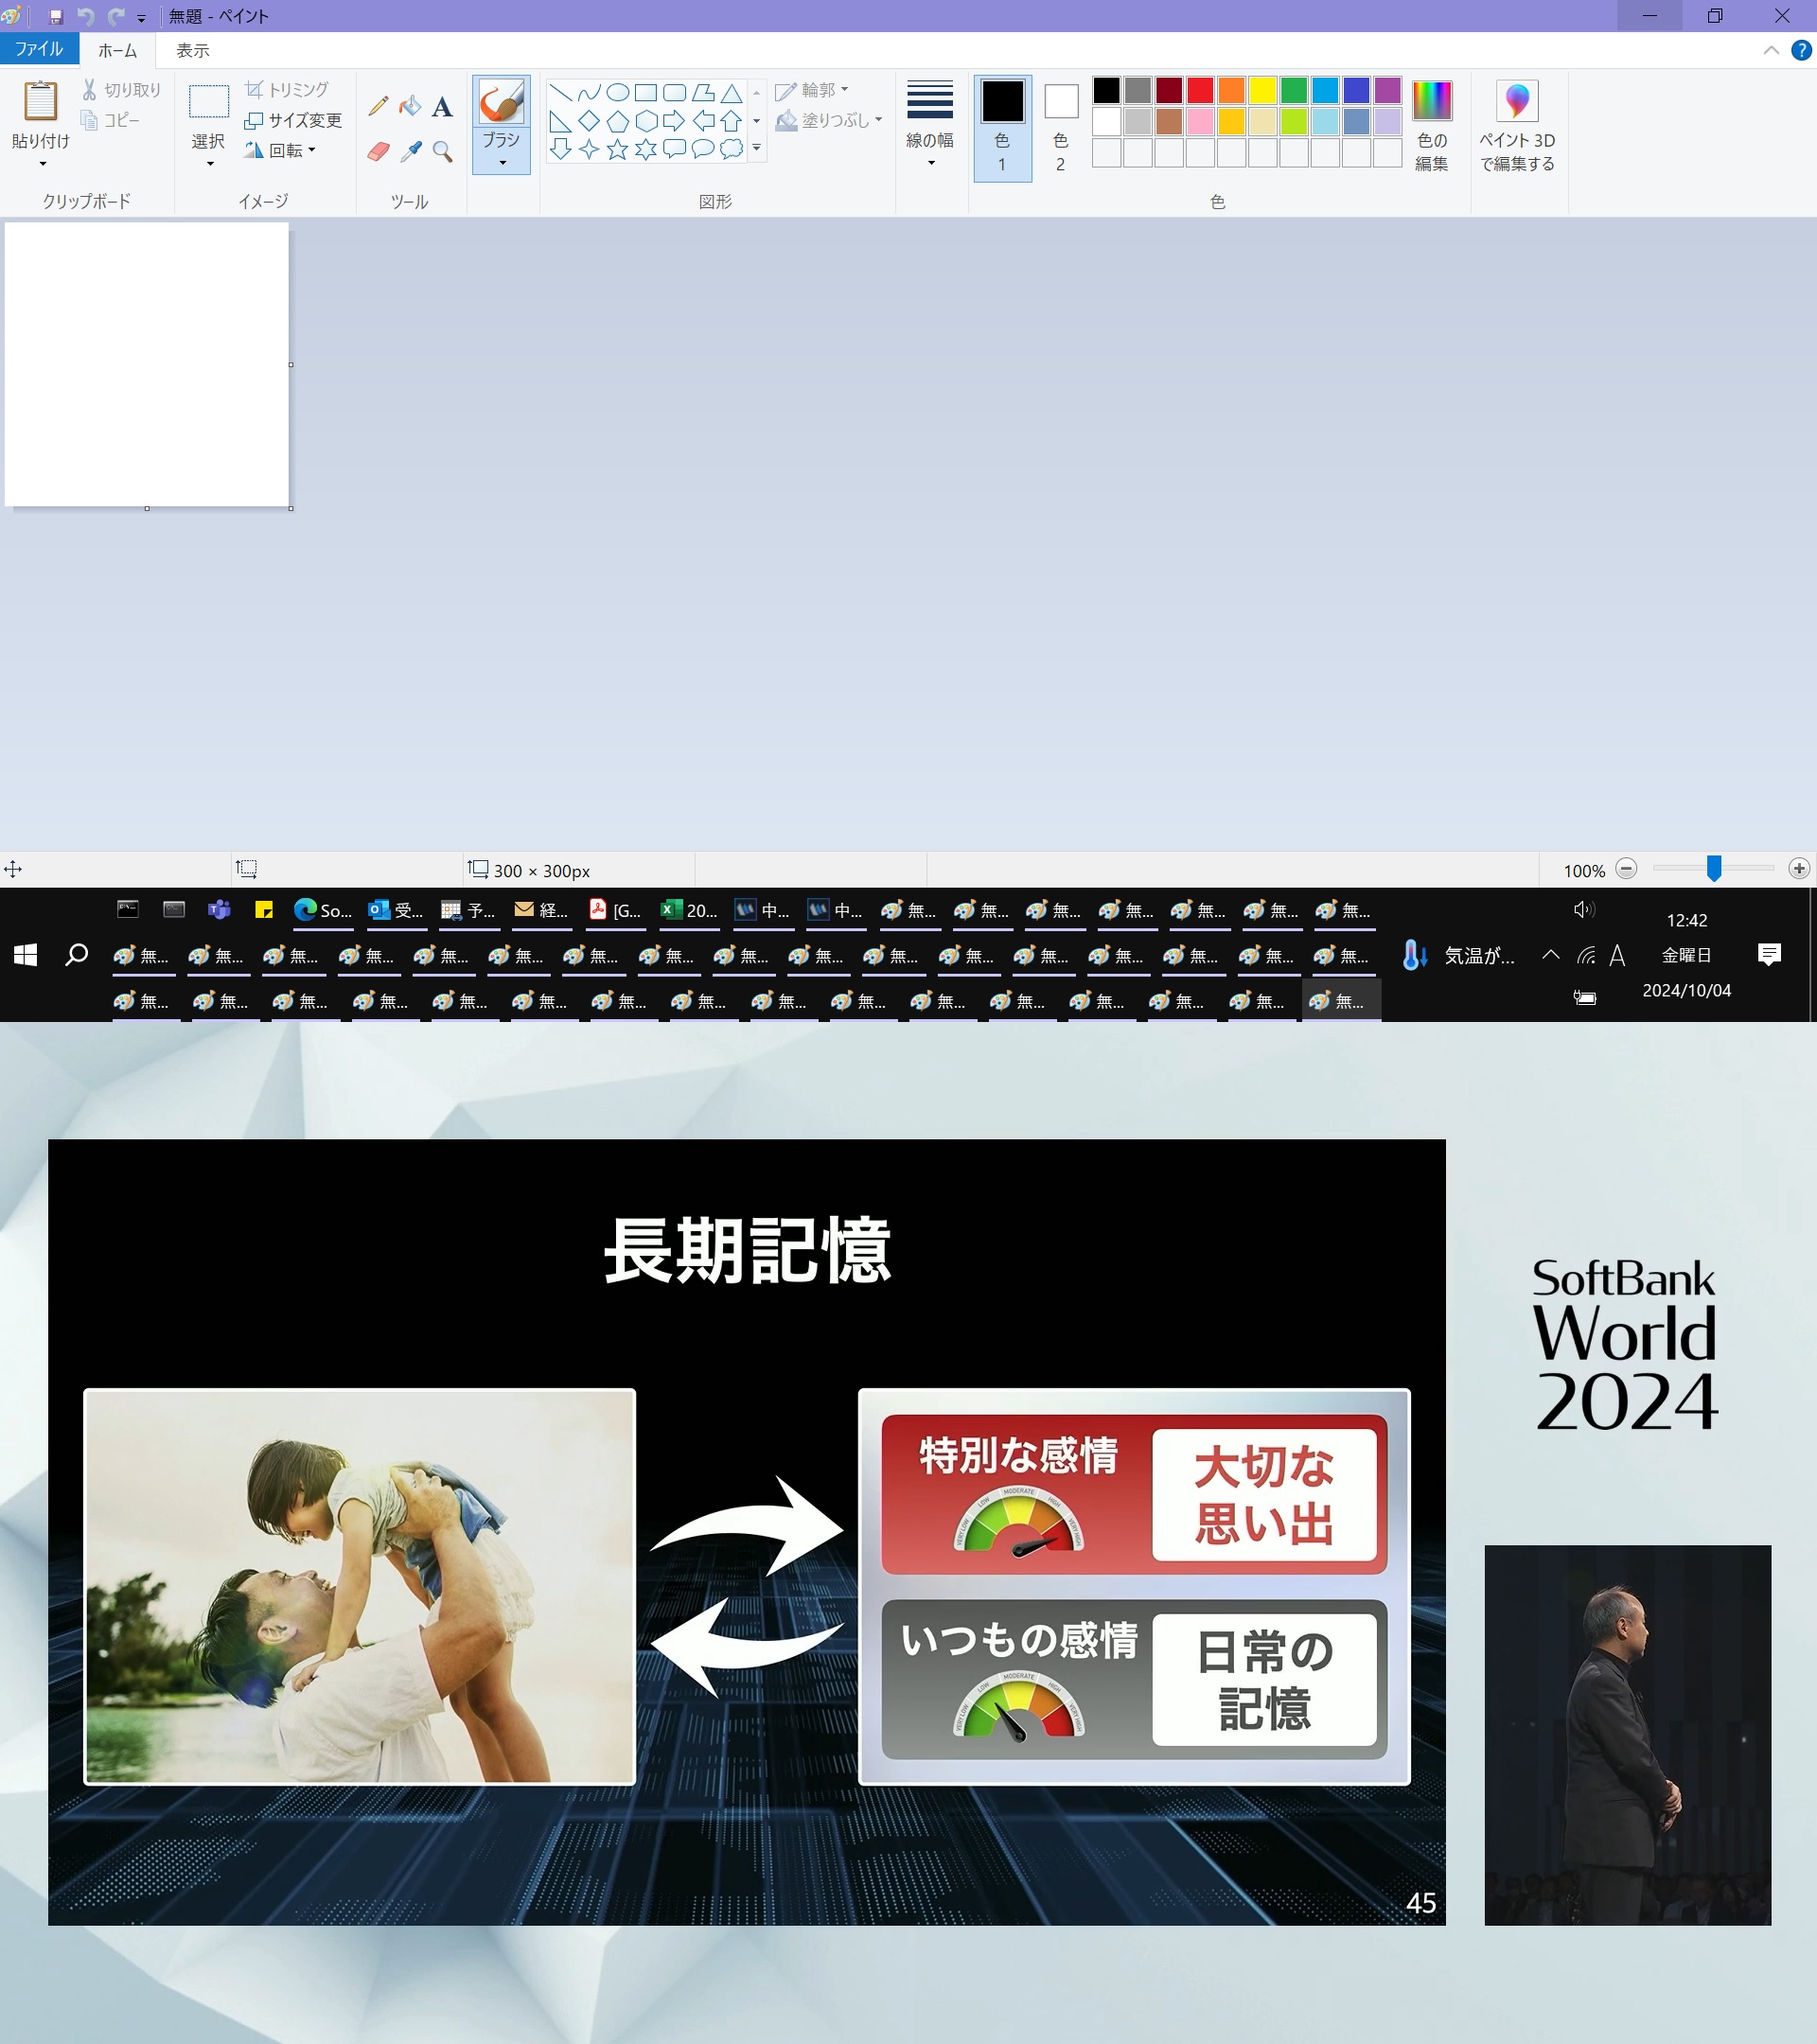 無題 - ペイント
ファイル ホーム 表示
貼り付け
切り取り
コピー
クリップボード
選択
トリミング
サイズ変更
回転
イメージ
A
ツール
ブラシ
輪郭
塗りつぶし
図形
線の幅
色
1
色
2
色の
編集
色
ペイント 3D
で編集する
?
300 × 300px
100%
So... 受... 予... 経... [G... 20... 中... 中... 無... 無... 無... 無... 無... 無... 無...
無... 無... 無... 無... 無... 無... 無... 無... 無... 無... 無... 無... 無... 無... 無... 無... 無...
無... 無... 無... 無... 無... 無... 無... 無... 無... 無... 無... 無... 無... 無... 無... 無...
気温が...
A
12:42
金曜日
2024/10/04
長期記憶
特別な感情
VERY LOW LOW MODERATE HIGH VERY HIGH
大切な
思い出
いつもの感情
VERY LOW LOW MODERATE HIGH VERY HIGH
日常の
記憶
45
SoftBank
World
2024